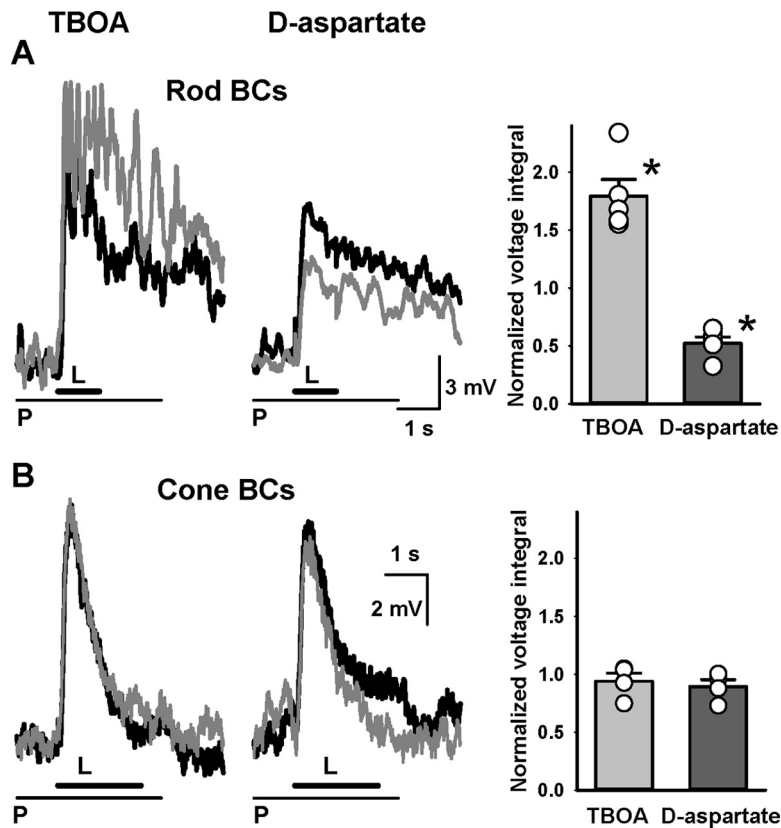 TBOA
D-aspartate
A
Rod BCs
L
P
L
P
3 mV
1 s
Normalized voltage integral
2.0
1.5
1.0
0.5
0.0
*
*
TBOA
D-aspartate
B
Cone BCs
L
P
L
P
1 s
2 mV
Normalized voltage integral
2.0
1.5
1.0
0.5
0.0
TBOA
D-aspartate